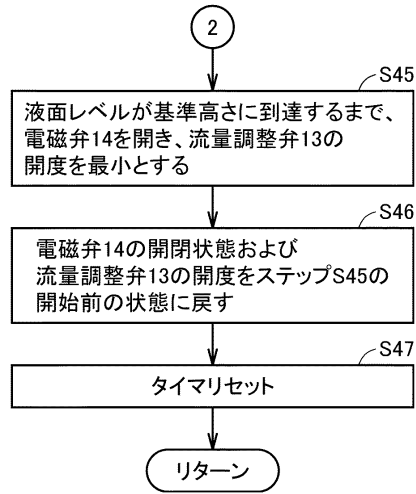 2
S45
液面レベルが基準高さに到達するまで、
電磁弁14を開き、流量調整弁13の
開度を最小とする
S46
電磁弁14の開閉状態および
流量調整弁13の開度をステップS45の
開始前の状態に戻す
S47
タイマリセット
リターン